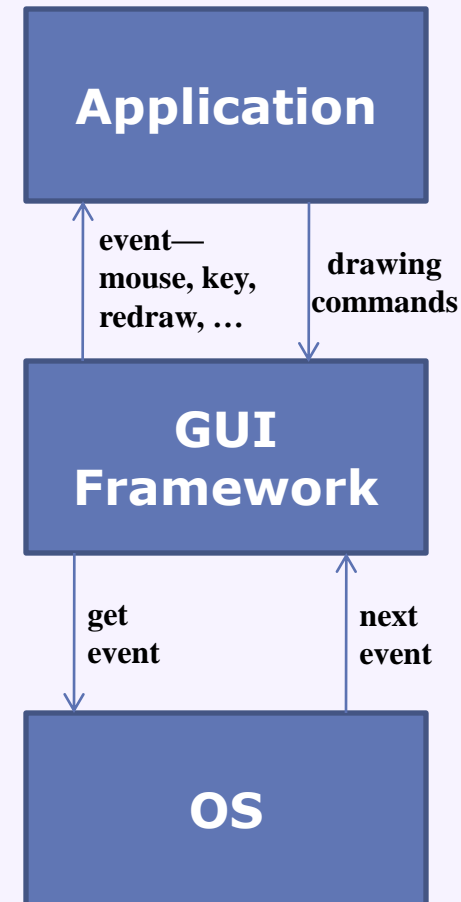 Application
event—
mouse, key,
redraw, …
drawing
commands
GUI
Framework
get
event
next
event
OS